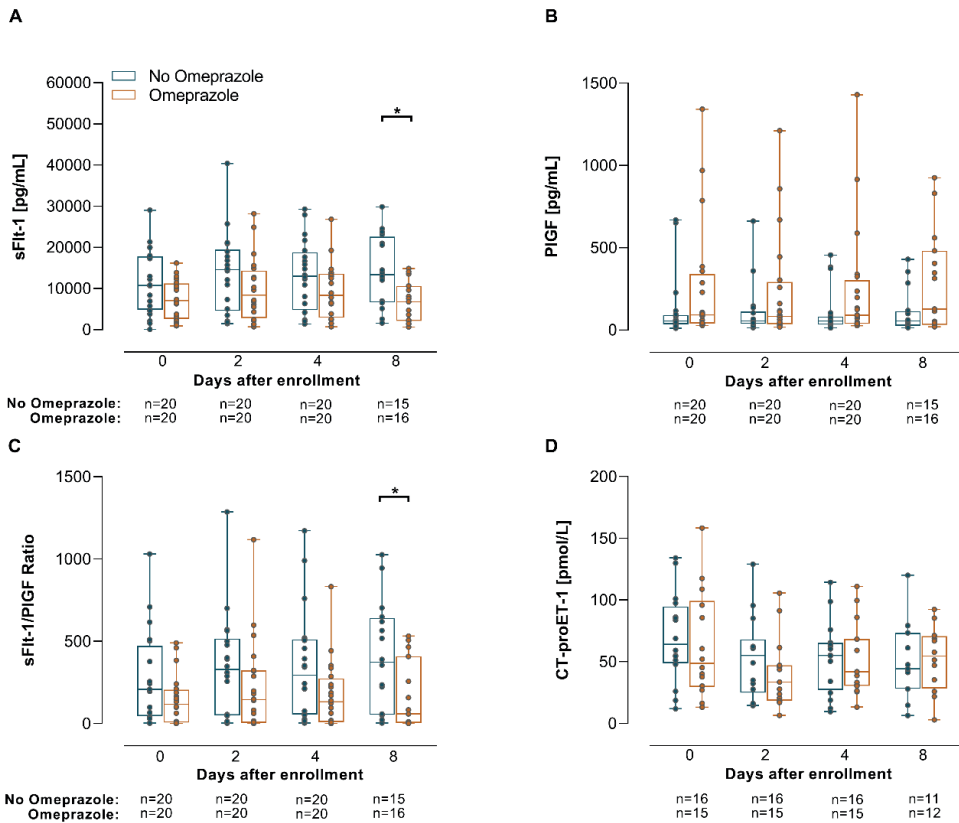 A
No Omeprazole
Omeprazole
sFlt-1 [pg/mL]
60000
50000
40000
30000
20000
10000
0
*
0 2 4 8
Days after enrollment
No Omeprazole: n=20 n=20 n=20 n=15
Omeprazole: n=20 n=20 n=20 n=16
B
PlGF [pg/mL]
1500
1000
500
0
0 2 4 8
Days after enrollment
n=20 n=20 n=20 n=15
n=20 n=20 n=20 n=16
C
sFlt-1/PlGF Ratio
1500
1000
500
0
*
0 2 4 8
Days after enrollment
No Omeprazole: n=20 n=20 n=20 n=15
Omeprazole: n=20 n=20 n=20 n=16
D
CT-proET-1 [pmol/L]
200
150
100
50
0
0 2 4 8
Days after enrollment
n=16 n=16 n=16 n=11
n=15 n=15 n=15 n=12